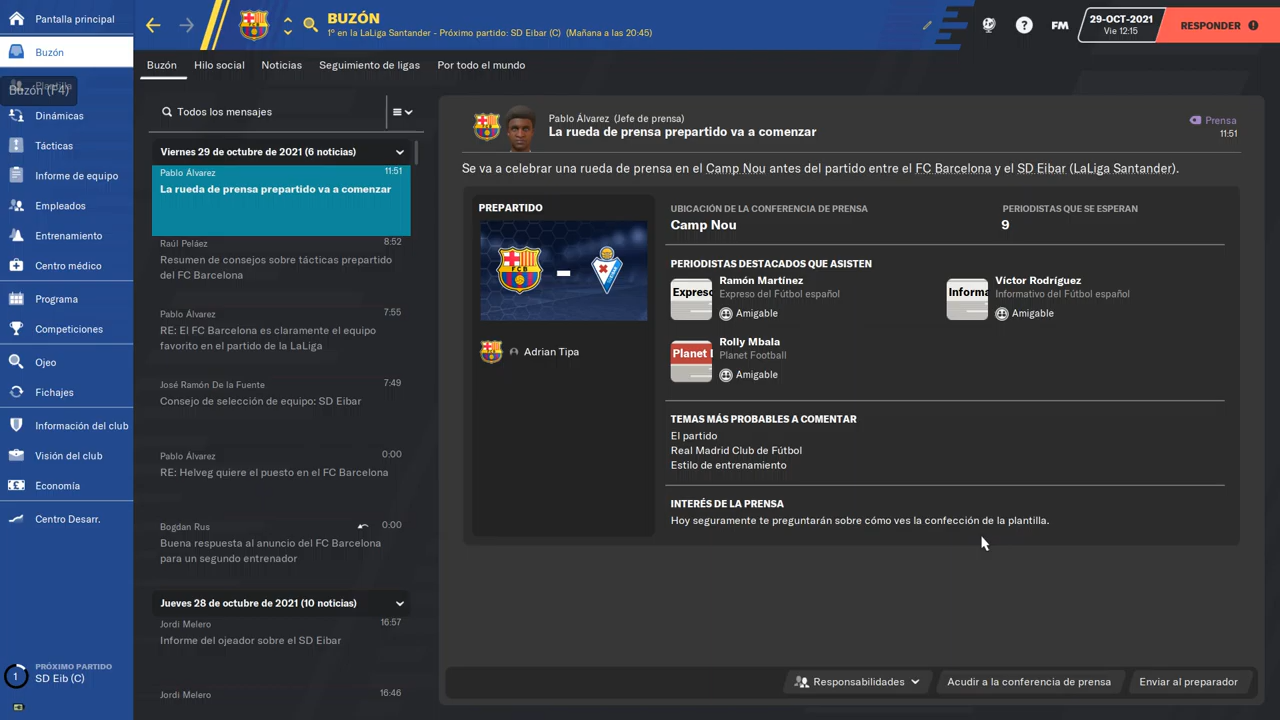 Pantalla principal
Buzón
Plantilla
Buzón (F4)
Dinámicas
Tácticas
Informe de equipo
Empleados
Entrenamiento
Centro médico
Programa
Competiciones
Ojeo
Fichajes
Información del club
Visión del club
Economía
Centro Desarr.
1
PRÓXIMO PARTIDO
SD Eib (C)
BUZÓN
1º en la LaLiga Santander - Próximo partido: SD Eibar (C) (Mañana a las 20:45)
FM
29-OCT-2021
Vie 12:15
RESPONDER
Buzón Hilo social Noticias Seguimiento de ligas Por todo el mundo
Todos los mensajes
Viernes 29 de octubre de 2021 (6 noticias)
Pablo Álvarez 11:51
La rueda de prensa prepartido va a comenzar
Raúl Peláez 8:52
Resumen de consejos sobre tácticas prepartido
del FC Barcelona
Pablo Álvarez 7:55
RE: El FC Barcelona es claramente el equipo
favorito en el partido de la LaLiga
José Ramón De la Fuente 7:49
Consejo de selección de equipo: SD Eibar
Pablo Álvarez 0:00
RE: Helveg quiere el puesto en el FC Barcelona
Bogdan Rus 0:00
Buena respuesta al anuncio del FC Barcelona
para un segundo entrenador
Jueves 28 de octubre de 2021 (10 noticias)
Jordi Melero 16:57
Informe del ojeador sobre el SD Eibar
Jordi Melero 16:46
Pablo Álvarez (Jefe de prensa)
La rueda de prensa prepartido va a comenzar
Prensa
11:51
Se va a celebrar una rueda de prensa en el Camp Nou antes del partido entre el FC Barcelona y el SD Eibar (LaLiga Santander).
PREPARTIDO
FCB
Adrian Tipa
UBICACIÓN DE LA CONFERENCIA DE PRENSA
Camp Nou
PERIODISTAS QUE SE ESPERAN
9
PERIODISTAS DESTACADOS QUE ASISTEN
Expreso
Ramón Martínez
Expreso del Fútbol español
Amigable
Informa
Víctor Rodríguez
Informativo del Fútbol español
Amigable
Planet
Rolly Mbala
Planet Football
Amigable
TEMAS MÁS PROBABLES A COMENTAR
El partido
Real Madrid Club de Fútbol
Estilo de entrenamiento
INTERÉS DE LA PRENSA
Hoy seguramente te preguntarán sobre cómo ves la confección de la plantilla.
Responsabilidades
Acudir a la conferencia de prensa
Enviar al preparador